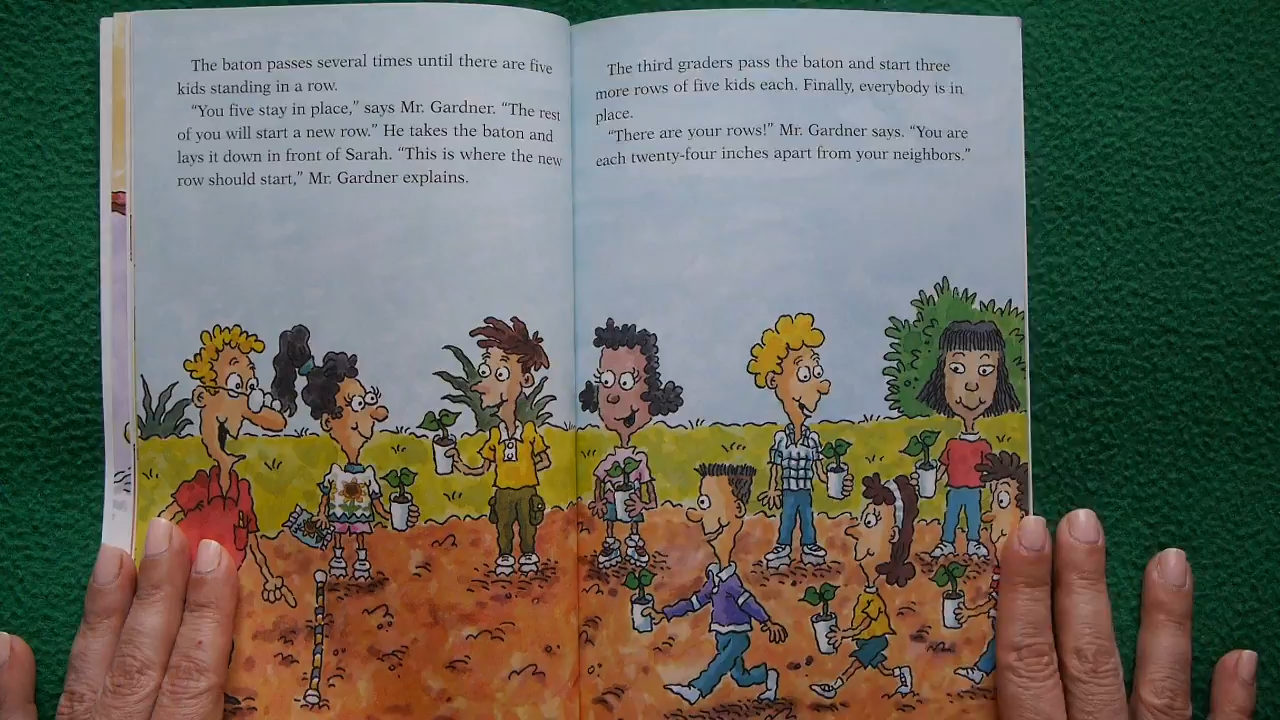 The baton passes several times until there are five
kids standing in a row.
“You five stay in place,” says Mr. Gardner. “The rest
of you will start a new row.” He takes the baton and
lays it down in front of Sarah. “This is where the new
row should start,” Mr. Gardner explains.
The third graders pass the baton and start three
more rows of five kids each. Finally, everybody is in
place.
“There are your rows!” Mr. Gardner says. “You are
each twenty-four inches apart from your neighbors.”